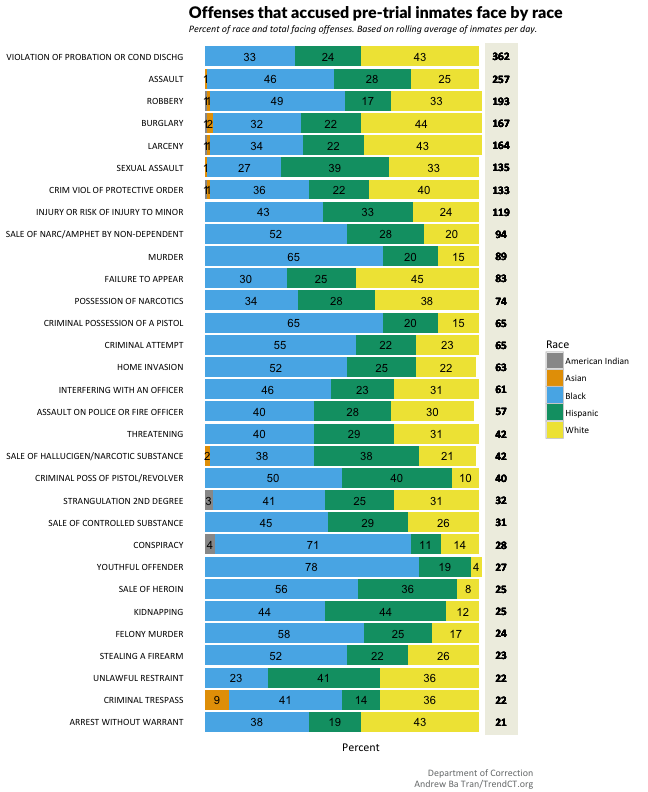 Offenses that accused pre-trial inmates face by race
Percent of race and total facing offenses. Based on rolling average of inmates per day.
VIOLATION OF PROBATION OR COND DISCHG 33 24 43 362
ASSAULT 1 46 28 25 257
ROBBERY 1 1 49 17 33 193
BURGLARY 1 2 32 22 44 167
LARCENY 1 1 34 22 43 164
SEXUAL ASSAULT 1 27 39 33 135
CRIM VIOL OF PROTECTIVE ORDER 1 1 36 22 40 133
INJURY OR RISK OF INJURY TO MINOR 43 33 24 119
SALE OF NARC/AMPHET BY NON-DEPENDENT 52 28 20 94
MURDER 65 20 15 89
FAILURE TO APPEAR 30 25 45 83
POSSESSION OF NARCOTICS 34 28 38 74
CRIMINAL POSSESSION OF A PISTOL 65 20 15 65
CRIMINAL ATTEMPT 55 22 23 65
HOME INVASION 52 25 22 63
INTERFERING WITH AN OFFICER 46 23 31 61
ASSAULT ON POLICE OR FIRE OFFICER 40 28 30 57
THREATENING 40 29 31 42
SALE OF HALLUCIGEN/NARCOTIC SUBSTANCE 2 38 38 21 42
CRIMINAL POSS OF PISTOL/REVOLVER 50 40 10 40
STRANGULATION 2ND DEGREE 3 41 25 31 32
SALE OF CONTROLLED SUBSTANCE 45 29 26 31
CONSPIRACY 4 71 11 14 28
YOUTHFUL OFFENDER 78 19 4 27
SALE OF HEROIN 56 36 8 25
KIDNAPPING 44 44 12 25
FELONY MURDER 58 25 17 24
STEALING A FIREARM 52 22 26 23
UNLAWFUL RESTRAINT 23 41 36 22
CRIMINAL TRESPASS 9 41 14 36 22
ARREST WITHOUT WARRANT 38 19 43 21
Percent
Race
American Indian
Asian
Black
Hispanic
White
Department of Correction
Andrew Ba Tran/TrendCT.org